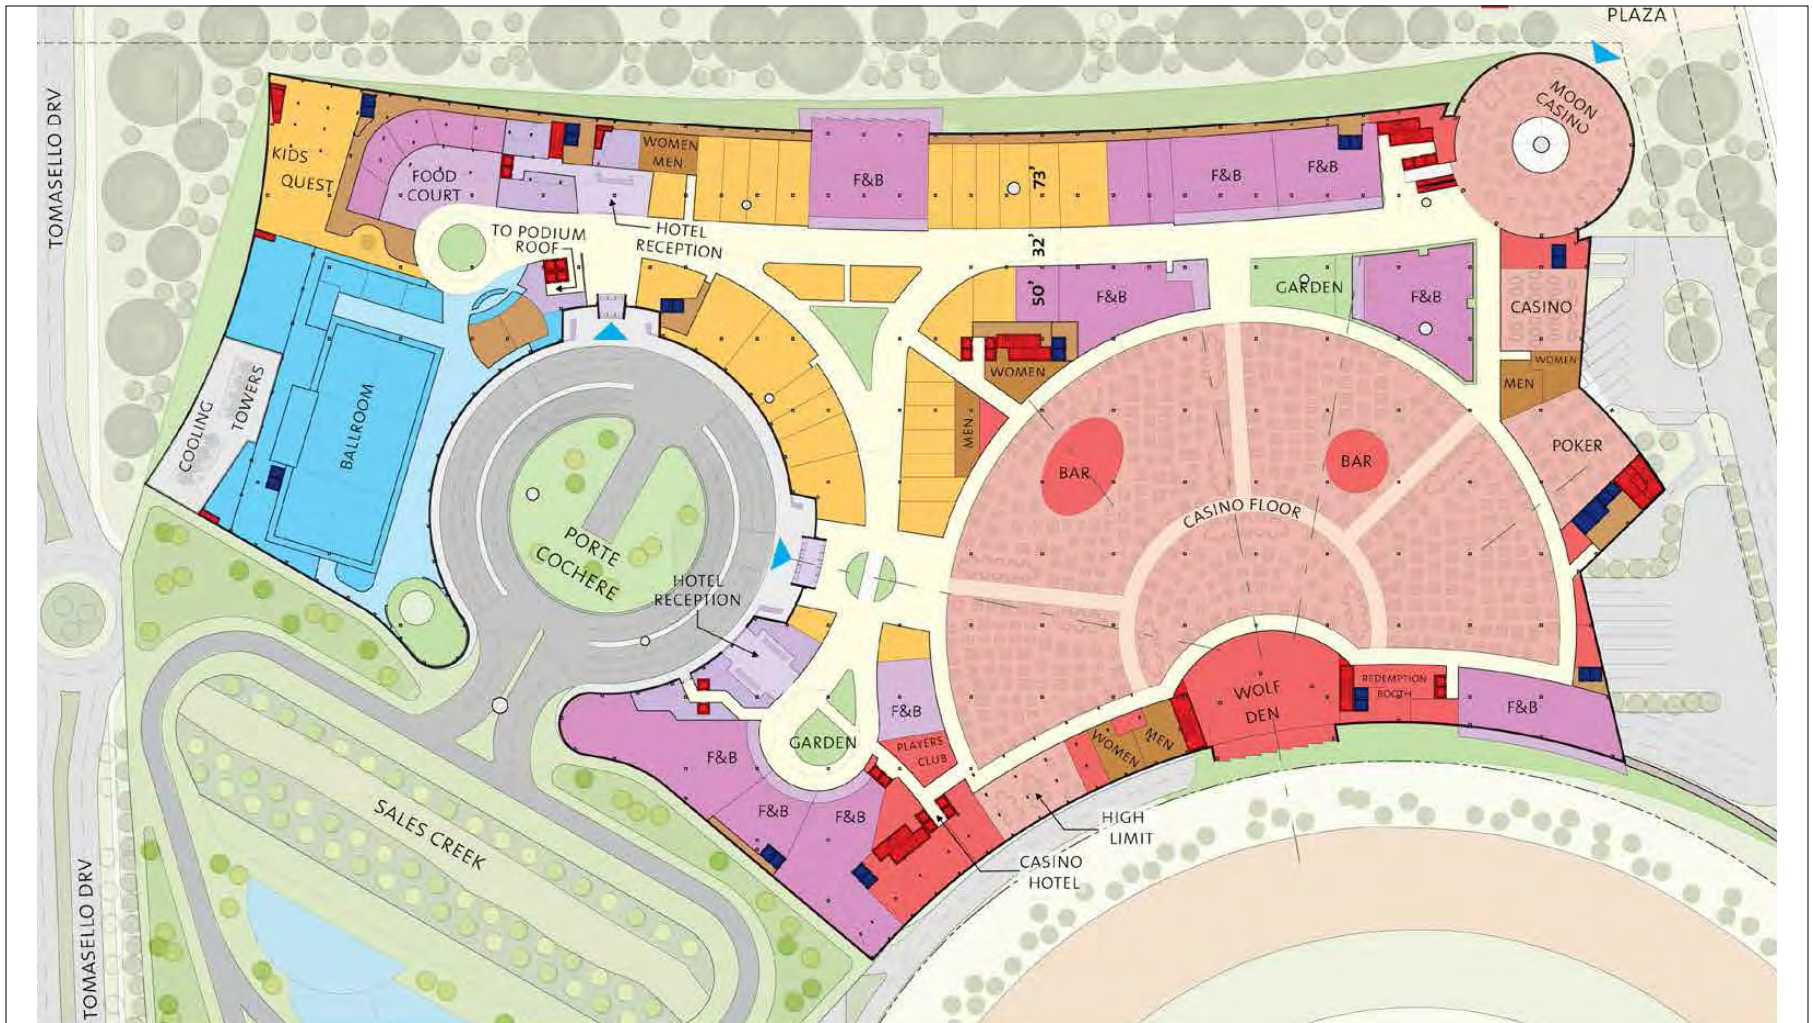 PLAZA
MOON
CASINO
TOMASELLO DRV
KIDS
QUEST
FOOD
COURT
WOMEN
MEN
F&B
73'
F&B
F&B
TO PODIUM
ROOF
HOTEL
RECEPTION
32'
50'
F&B
GARDEN
F&B
CASINO
WOMEN
MEN
WOMEN
MEN
COOLING
TOWERS
BALLROOM
BAR
BAR
POKER
CASINO FLOOR
PORTE
COCHERE
HOTEL
RECEPTION
WOLF
DEN
REDEMPTION
BOOTH
F&B
F&B
GARDEN
PLAYERS
CLUB
WOMEN
MEN
F&B
F&B
F&B
HIGH
LIMIT
CASINO
HOTEL
SALES CREEK
TOMASELLO DRV